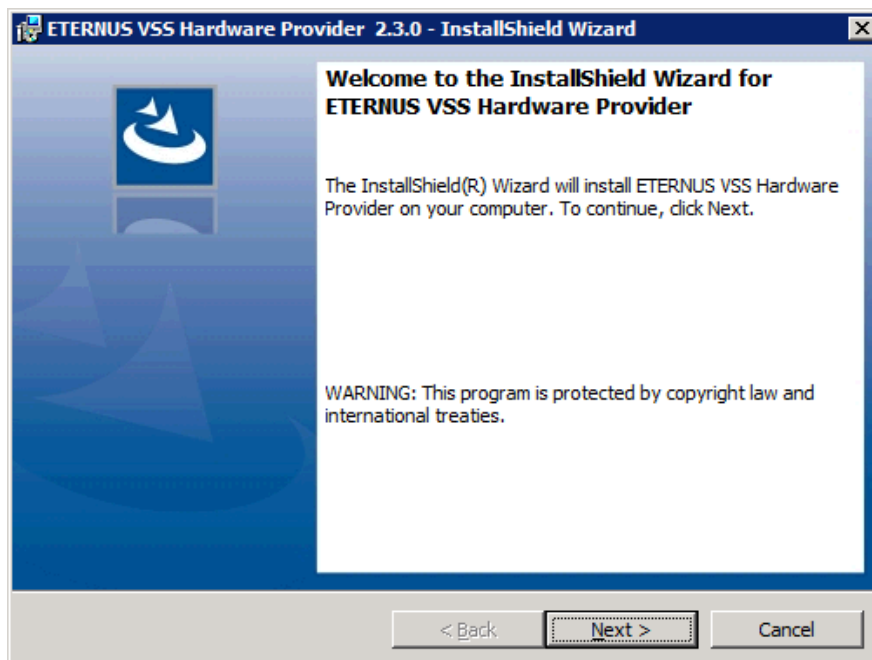 ETERNUS VSS Hardware Provider 2.3.0 - InstallShield Wizard
Welcome to the InstallShield Wizard for
ETERNUS VSS Hardware Provider
The InstallShield(R) Wizard will install ETERNUS VSS Hardware
Provider on your computer. To continue, click Next.
WARNING: This program is protected by copyright law and
international treaties.
< Back
Next >
Cancel